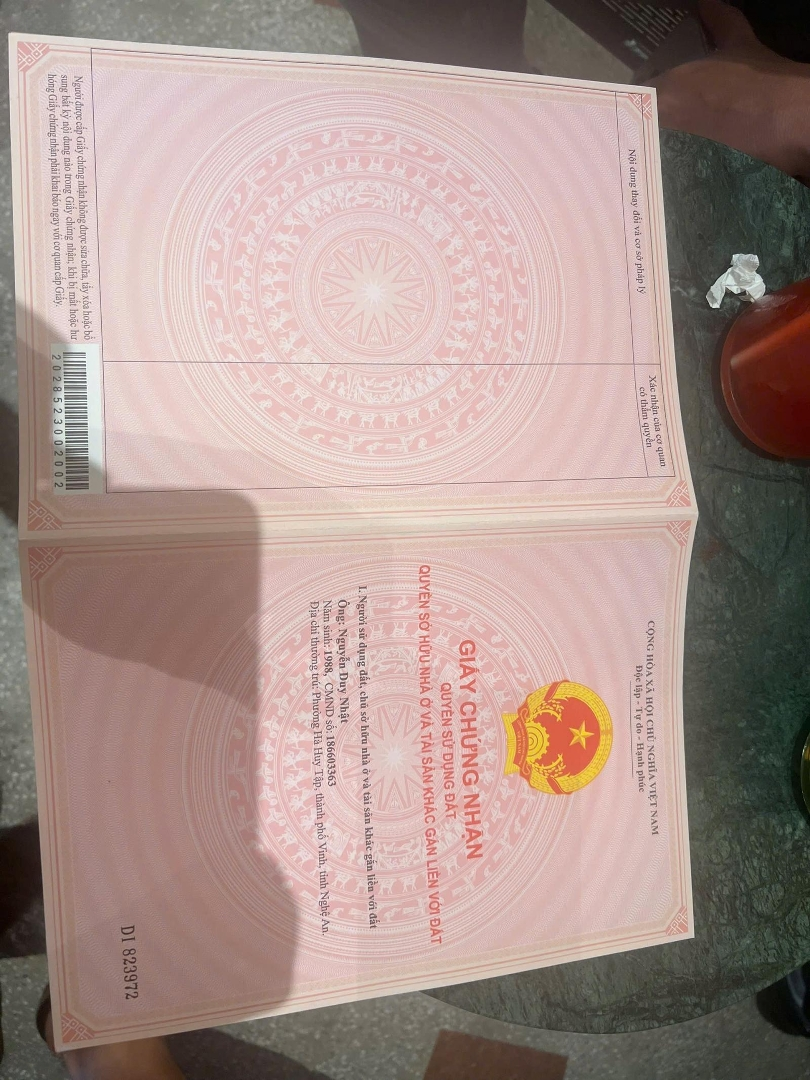 Nội dung thay đổi và cơ sở pháp lý
Xác nhận của cơ quan
có thẩm quyền
Người được cấp Giấy chứng nhận không được sửa chữa, tẩy xóa hoặc bổ
sung bất kỳ nội dung nào trong Giấy chứng nhận; khi bị mất hoặc hư
hỏng Giấy chứng nhận phải khai báo ngay với cơ quan cấp Giấy.
2028523002002
CỘNG HÒA XÃ HỘI CHỦ NGHĨA VIỆT NAM
Độc lập - Tự do - Hạnh phúc
GIẤY CHỨNG NHẬN
QUYỀN SỬ DỤNG ĐẤT
QUYỀN SỞ HỮU NHÀ Ở VÀ TÀI SẢN KHÁC GẮN LIỀN VỚI ĐẤT
I. Người sử dụng đất, chủ sở hữu nhà ở và tài sản khác gắn liền với đất
Ông: Nguyễn Duy Nhật
Năm sinh: 1988, CMND số: 186603363
Địa chỉ thường trú: Phường Hà Huy Tập, thành phố Vinh, tỉnh Nghệ An.
DI 823972